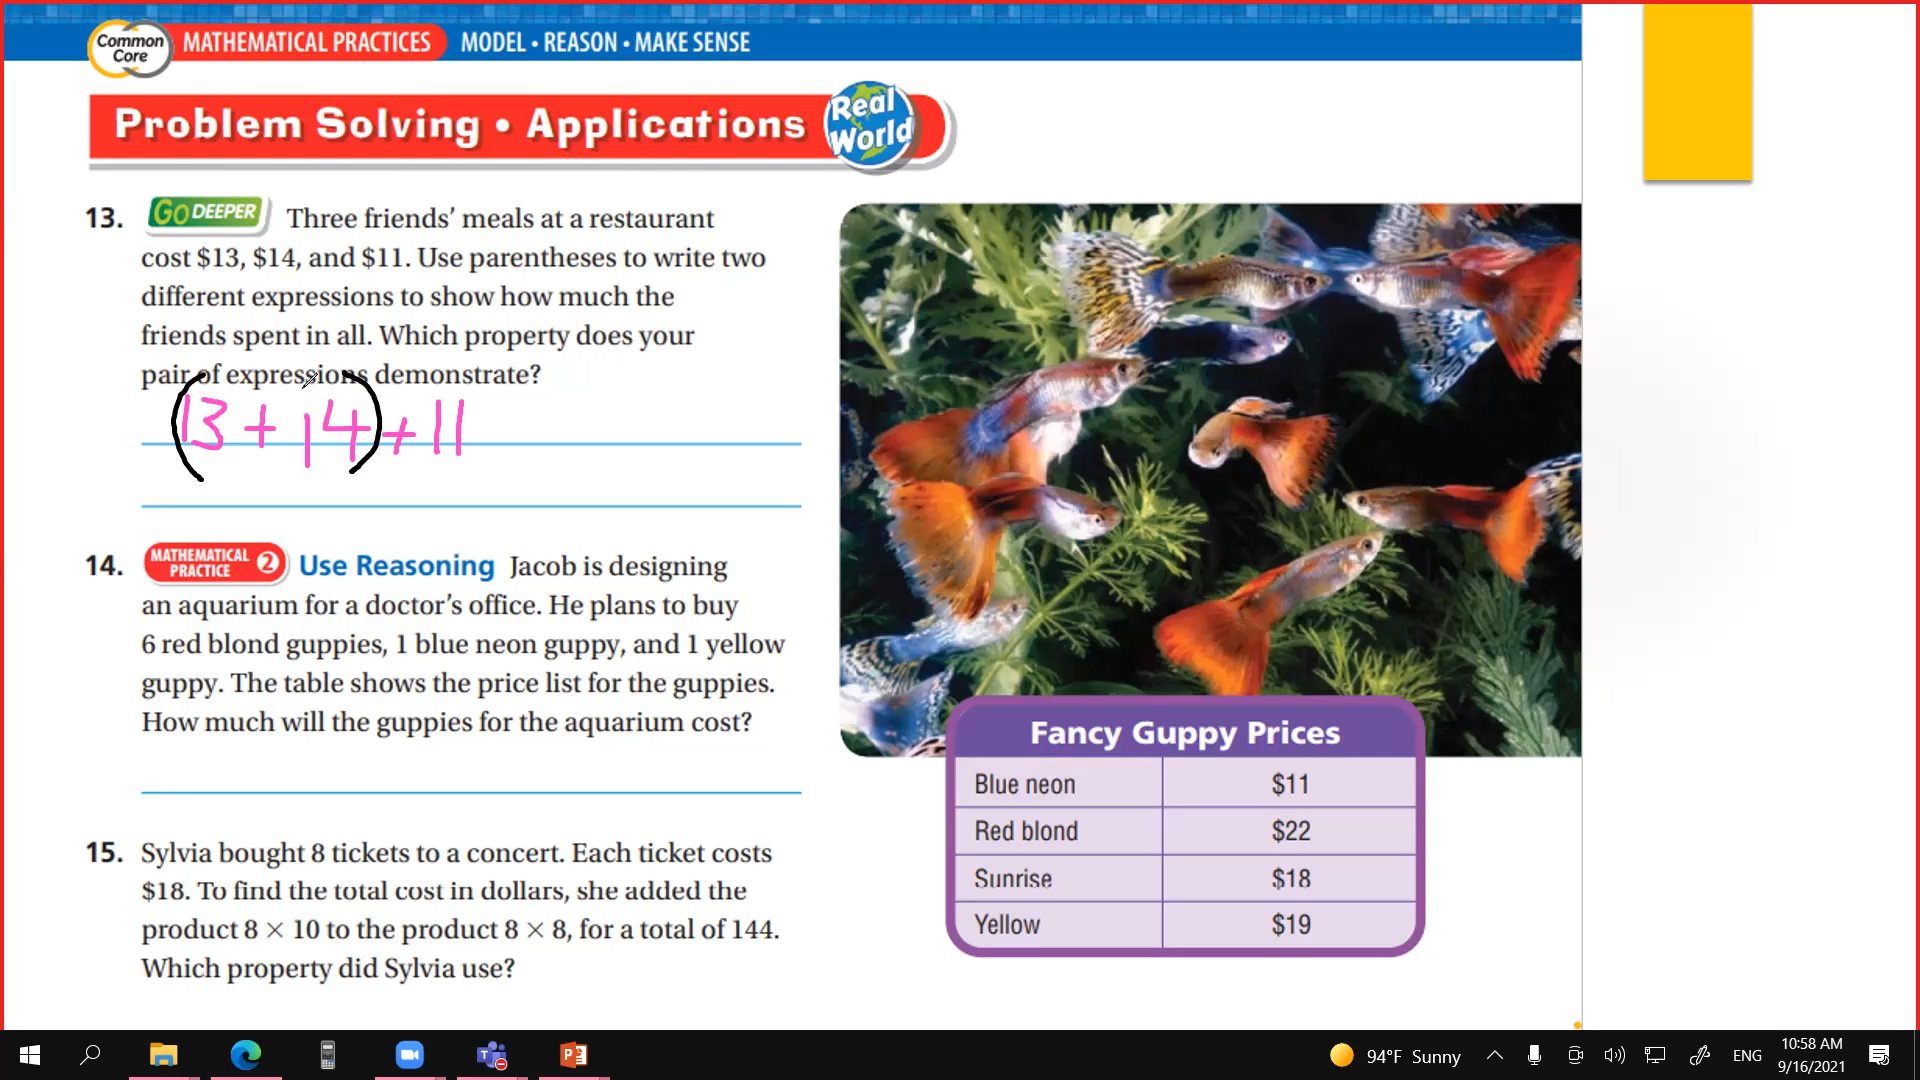 Common Core MATHEMATICAL PRACTICES MODEL • REASON • MAKE SENSE
Problem Solving • Applications Real World
13. GO DEEPER Three friends’ meals at a restaurant
cost $13, $14, and $11. Use parentheses to write two
different expressions to show how much the
friends spent in all. Which property does your
pair of expressions demonstrate?
(13 + 14) + 11
14. MATHEMATICAL PRACTICE 2 Use Reasoning Jacob is designing
an aquarium for a doctor’s office. He plans to buy
6 red blond guppies, 1 blue neon guppy, and 1 yellow
guppy. The table shows the price list for the guppies.
How much will the guppies for the aquarium cost?
15. Sylvia bought 8 tickets to a concert. Each ticket costs
$18. To find the total cost in dollars, she added the
product 8 × 10 to the product 8 × 8, for a total of 144.
Which property did Sylvia use?
Fancy Guppy Prices
Blue neon $11
Red blond $22
Sunrise $18
Yellow $19
94°F Sunny ENG 10:58 AM
9/16/2021